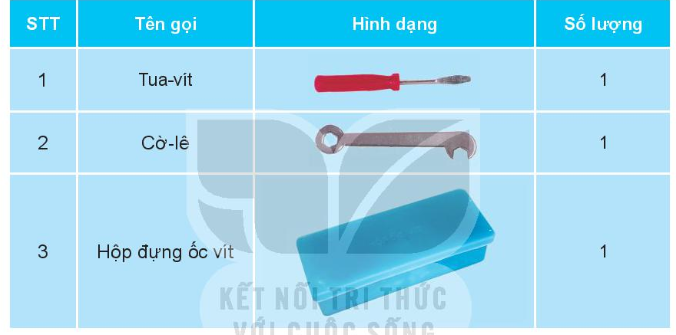 STT Tên gọi Hình dạng Số lượng
1 Tua-vít 1
2 Cờ-lê 1
3 Hộp đựng ốc vít 1
KẾT NỐI TRI THỨC
VỚI CUỘC SỐNG